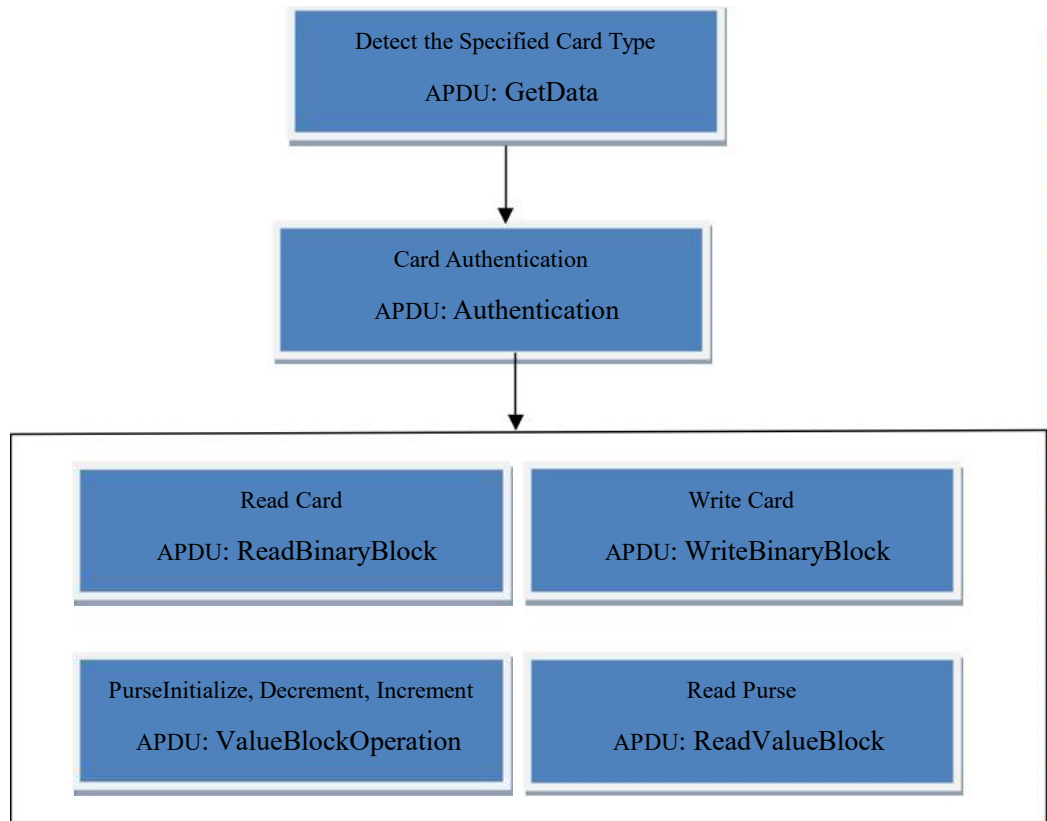 Detect the Specified Card Type
APDU: GetData
Card Authentication
APDU: Authentication
Read Card
APDU: ReadBinaryBlock
Write Card
APDU: WriteBinaryBlock
PurseInitialize, Decrement, Increment
APDU: ValueBlockOperation
Read Purse
APDU: ReadValueBlock